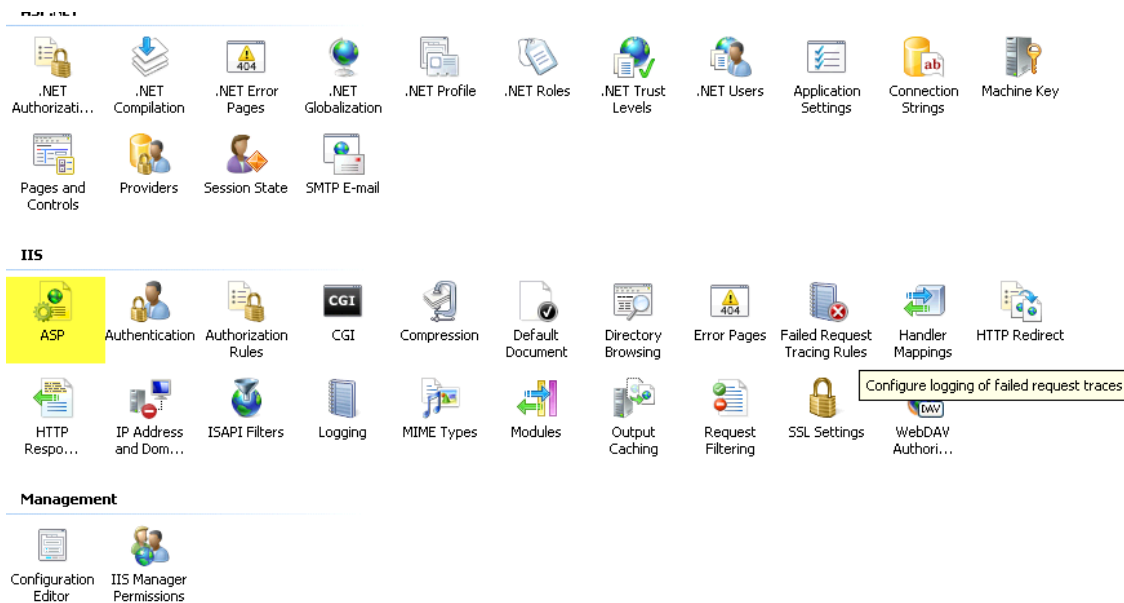 ASP.NET
.NET Authorizati... .NET Compilation .NET Error Pages .NET Globalization .NET Profile .NET Roles .NET Trust Levels .NET Users Application Settings Connection Strings Machine Key
404 ab
Pages and Controls Providers Session State SMTP E-mail
IIS
CGI 404
ASP Authentication Authorization Rules CGI Compression Default Document Directory Browsing Error Pages Failed Request Tracing Rules Handler Mappings HTTP Redirect
Configure logging of failed request traces
DAV
HTTP Respo... IP Address and Dom... ISAPI Filters Logging MIME Types Modules Output Caching Request Filtering SSL Settings WebDAV Authori...
Management
Configuration Editor IIS Manager Permissions